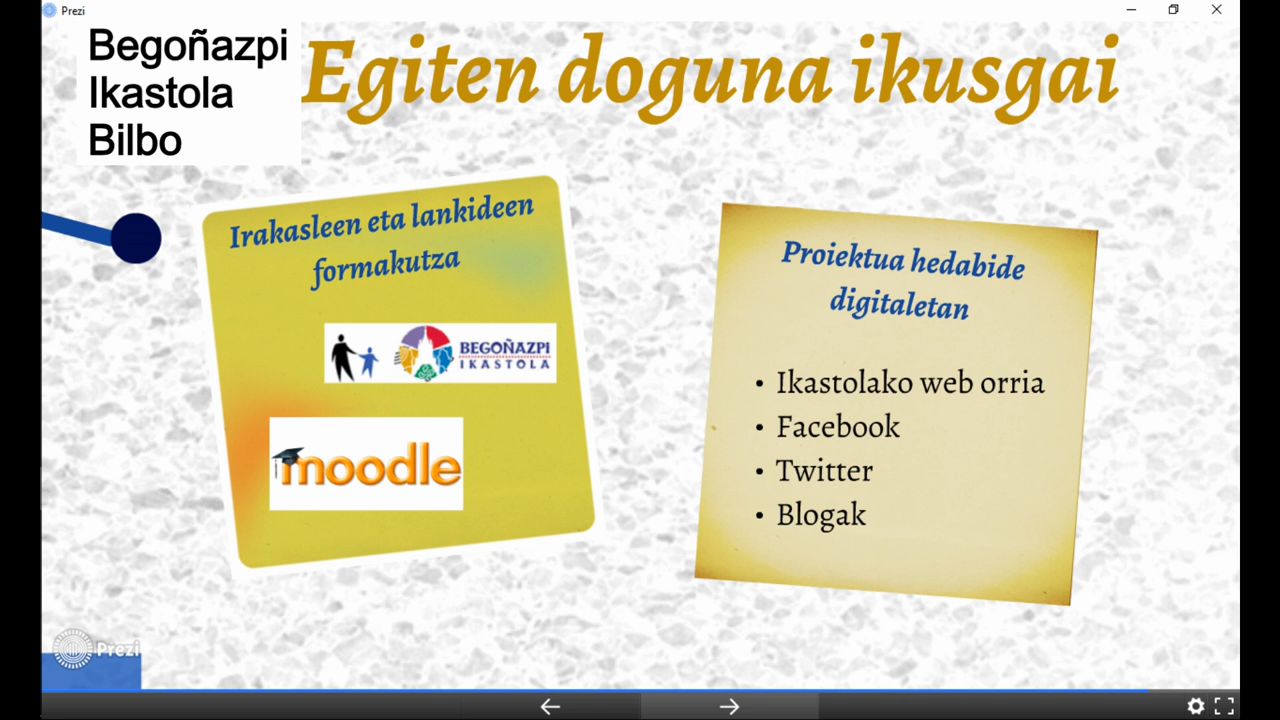 Prezi
Begoñazpi
Ikastola
Bilbo
Egiten doguna ikusgai
Irakasleen eta lankideen
formakutza
BEGOÑAZPI
IKASTOLA
moodle
Proiektua hedabide
digitaletan
• Ikastolako web orria
• Facebook
• Twitter
• Blogak
Prezi